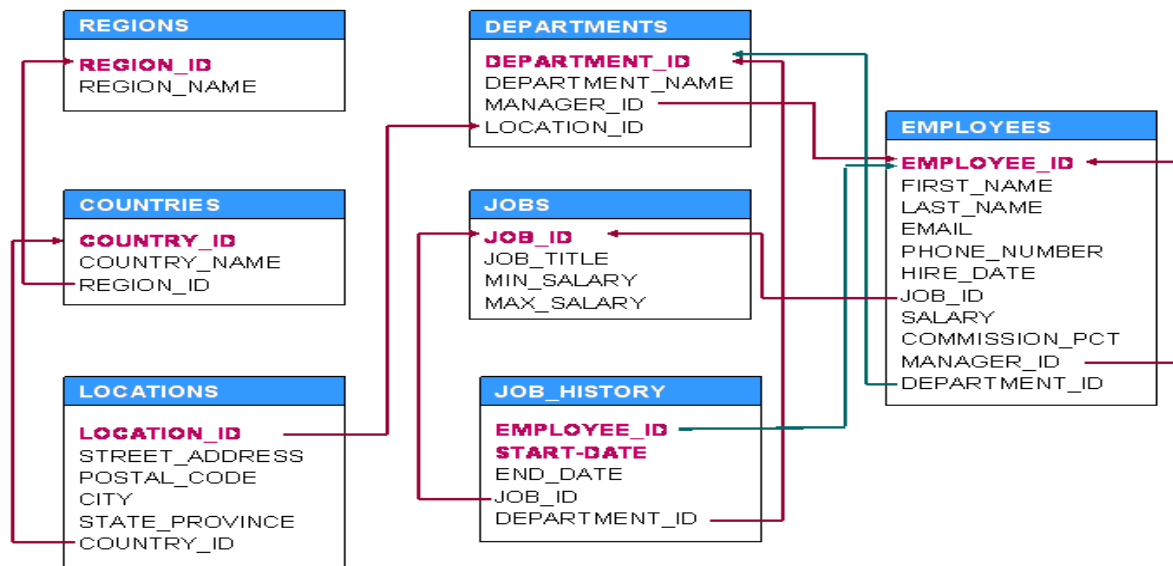 REGIONS
REGION_ID
REGION_NAME
COUNTRIES
COUNTRY_ID
COUNTRY_NAME
REGION_ID
LOCATIONS
LOCATION_ID
STREET_ADDRESS
POSTAL_CODE
CITY
STATE_PROVINCE
COUNTRY_ID
DEPARTMENTS
DEPARTMENT_ID
DEPARTMENT_NAME
MANAGER_ID
LOCATION_ID
JOBS
JOB_ID
JOB_TITLE
MIN_SALARY
MAX_SALARY
JOB_HISTORY
EMPLOYEE_ID
START-DATE
END_DATE
JOB_ID
DEPARTMENT_ID
EMPLOYEES
EMPLOYEE_ID
FIRST_NAME
LAST_NAME
EMAIL
PHONE_NUMBER
HIRE_DATE
JOB_ID
SALARY
COMMISSION_PCT
MANAGER_ID
DEPARTMENT_ID